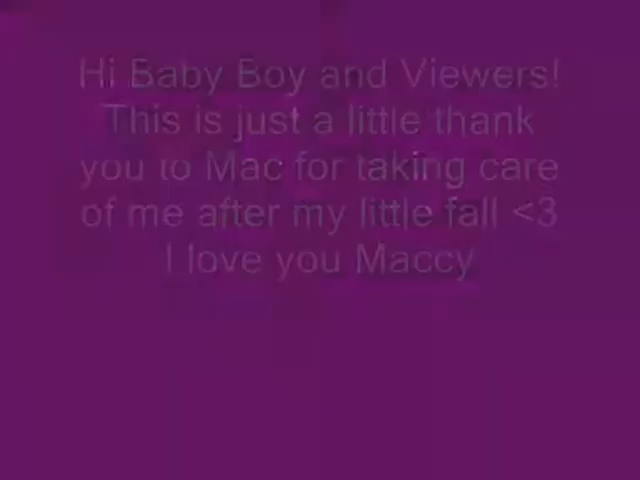 Hi Baby Boy and Viewers!
This is just a little thank
you to Mac for taking care
of me after my little fall <3
I love you Maccy